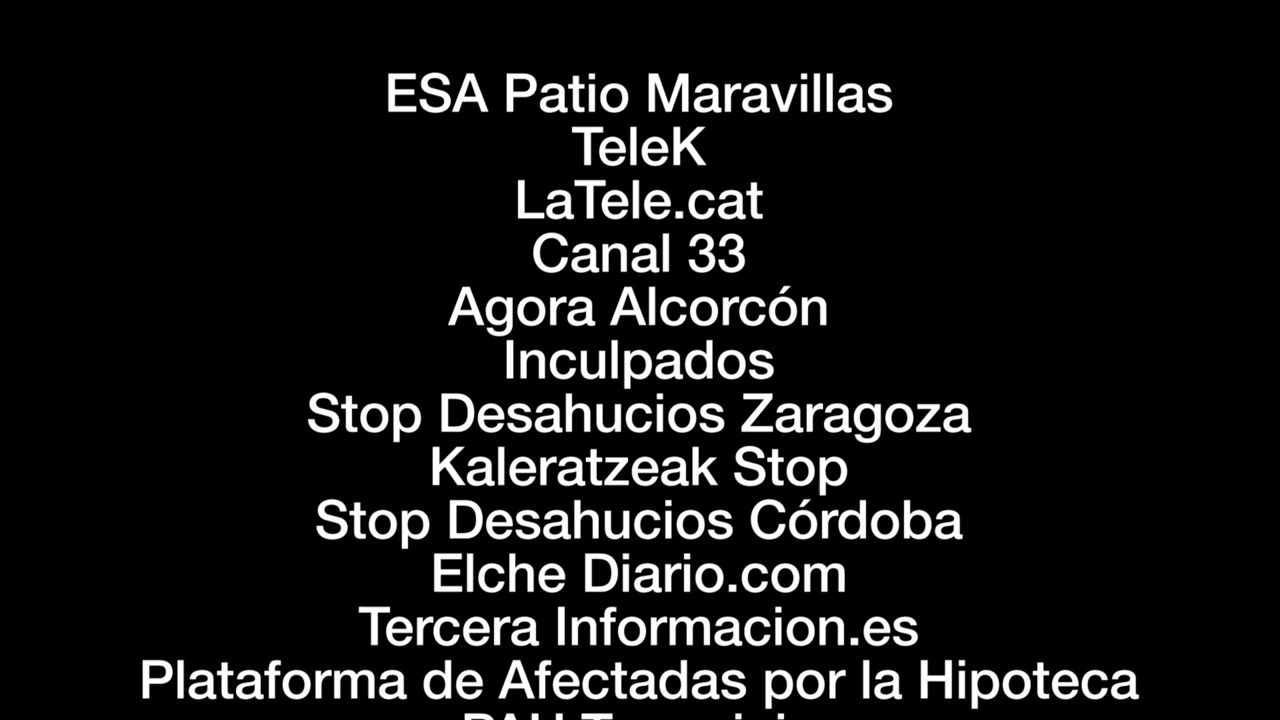 ESA Patio Maravillas
TeleK
LaTele.cat
Canal 33
Agora Alcorcón
Inculpados
Stop Desahucios Zaragoza
Kaleratzeak Stop
Stop Desahucios Córdoba
Elche Diario.com
Tercera Informacion.es
Plataforma de Afectadas por la Hipoteca